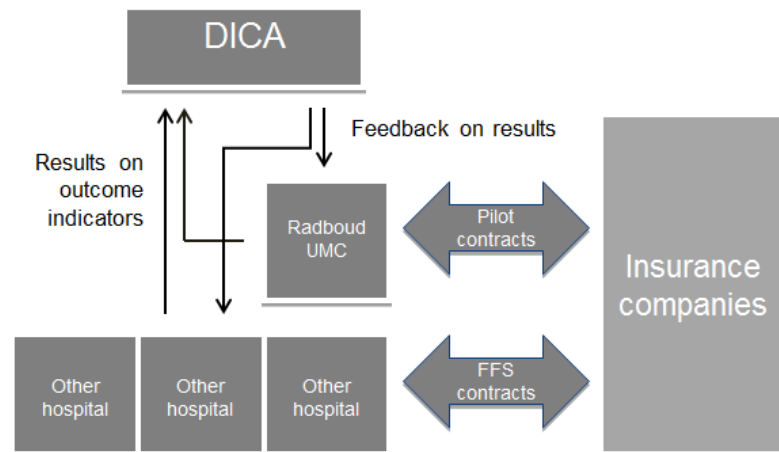 DICA
Feedback on results
Results on
outcome
indicators
Radboud
UMC
Pilot
contracts
Insurance
companies
Other
hospital
Other
hospital
Other
hospital
FFS
contracts